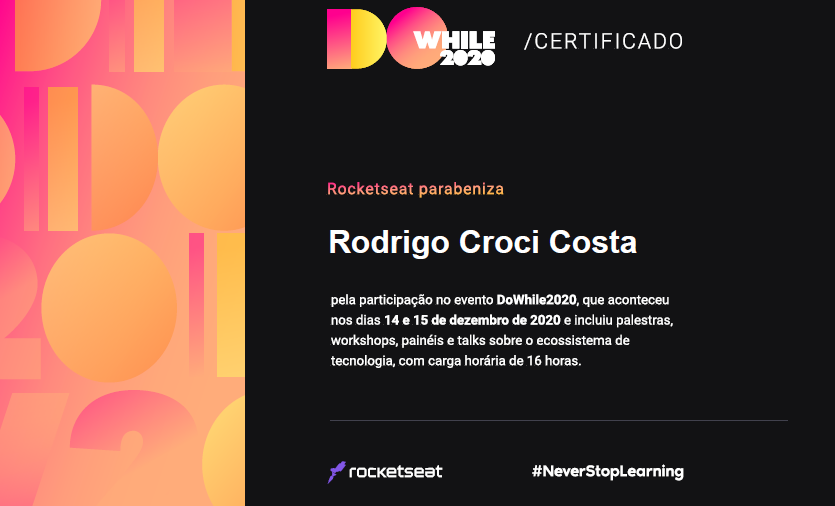 DO WHILE 2020 /CERTIFICADO
Rocketseat parabeniza
Rodrigo Croci Costa
pela participação no evento DoWhile2020, que aconteceu
nos dias 14 e 15 de dezembro de 2020 e incluiu palestras,
workshops, painéis e talks sobre o ecossistema de
tecnologia, com carga horária de 16 horas.
rocketseat #NeverStopLearning